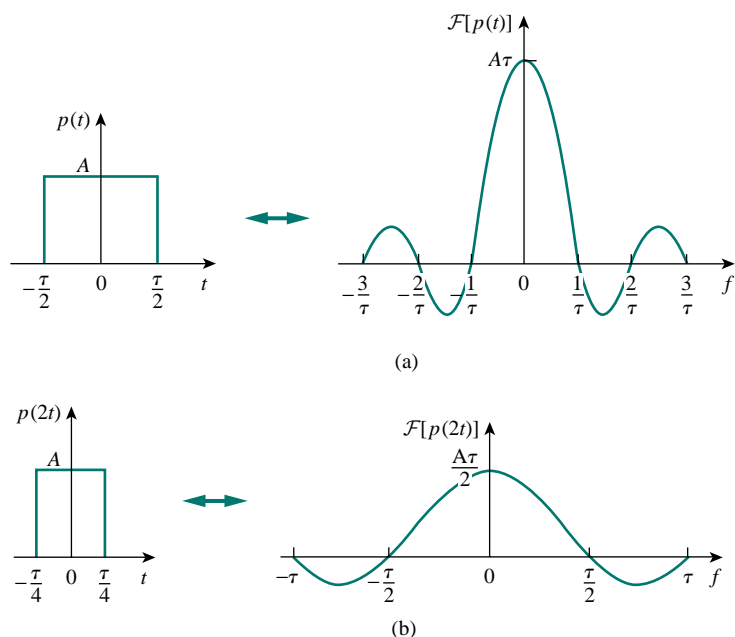 ℱ[p(t)]
Aτ
p(t)
A
−τ/2 0 τ/2 t
−3/τ −2/τ −1/τ 0 1/τ 2/τ 3/τ f
(a)
p(2t)
ℱ[p(2t)]
A
Aτ/2
−τ/4 0 τ/4 t
−τ −τ/2 0 τ/2 τ f
(b)